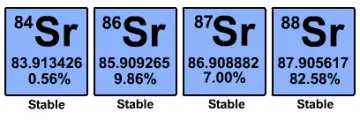 84Sr 86Sr 87Sr 88Sr
83.913426 85.909265 86.908882 87.905617
0.56% 9.86% 7.00% 82.58%
Stable Stable Stable Stable